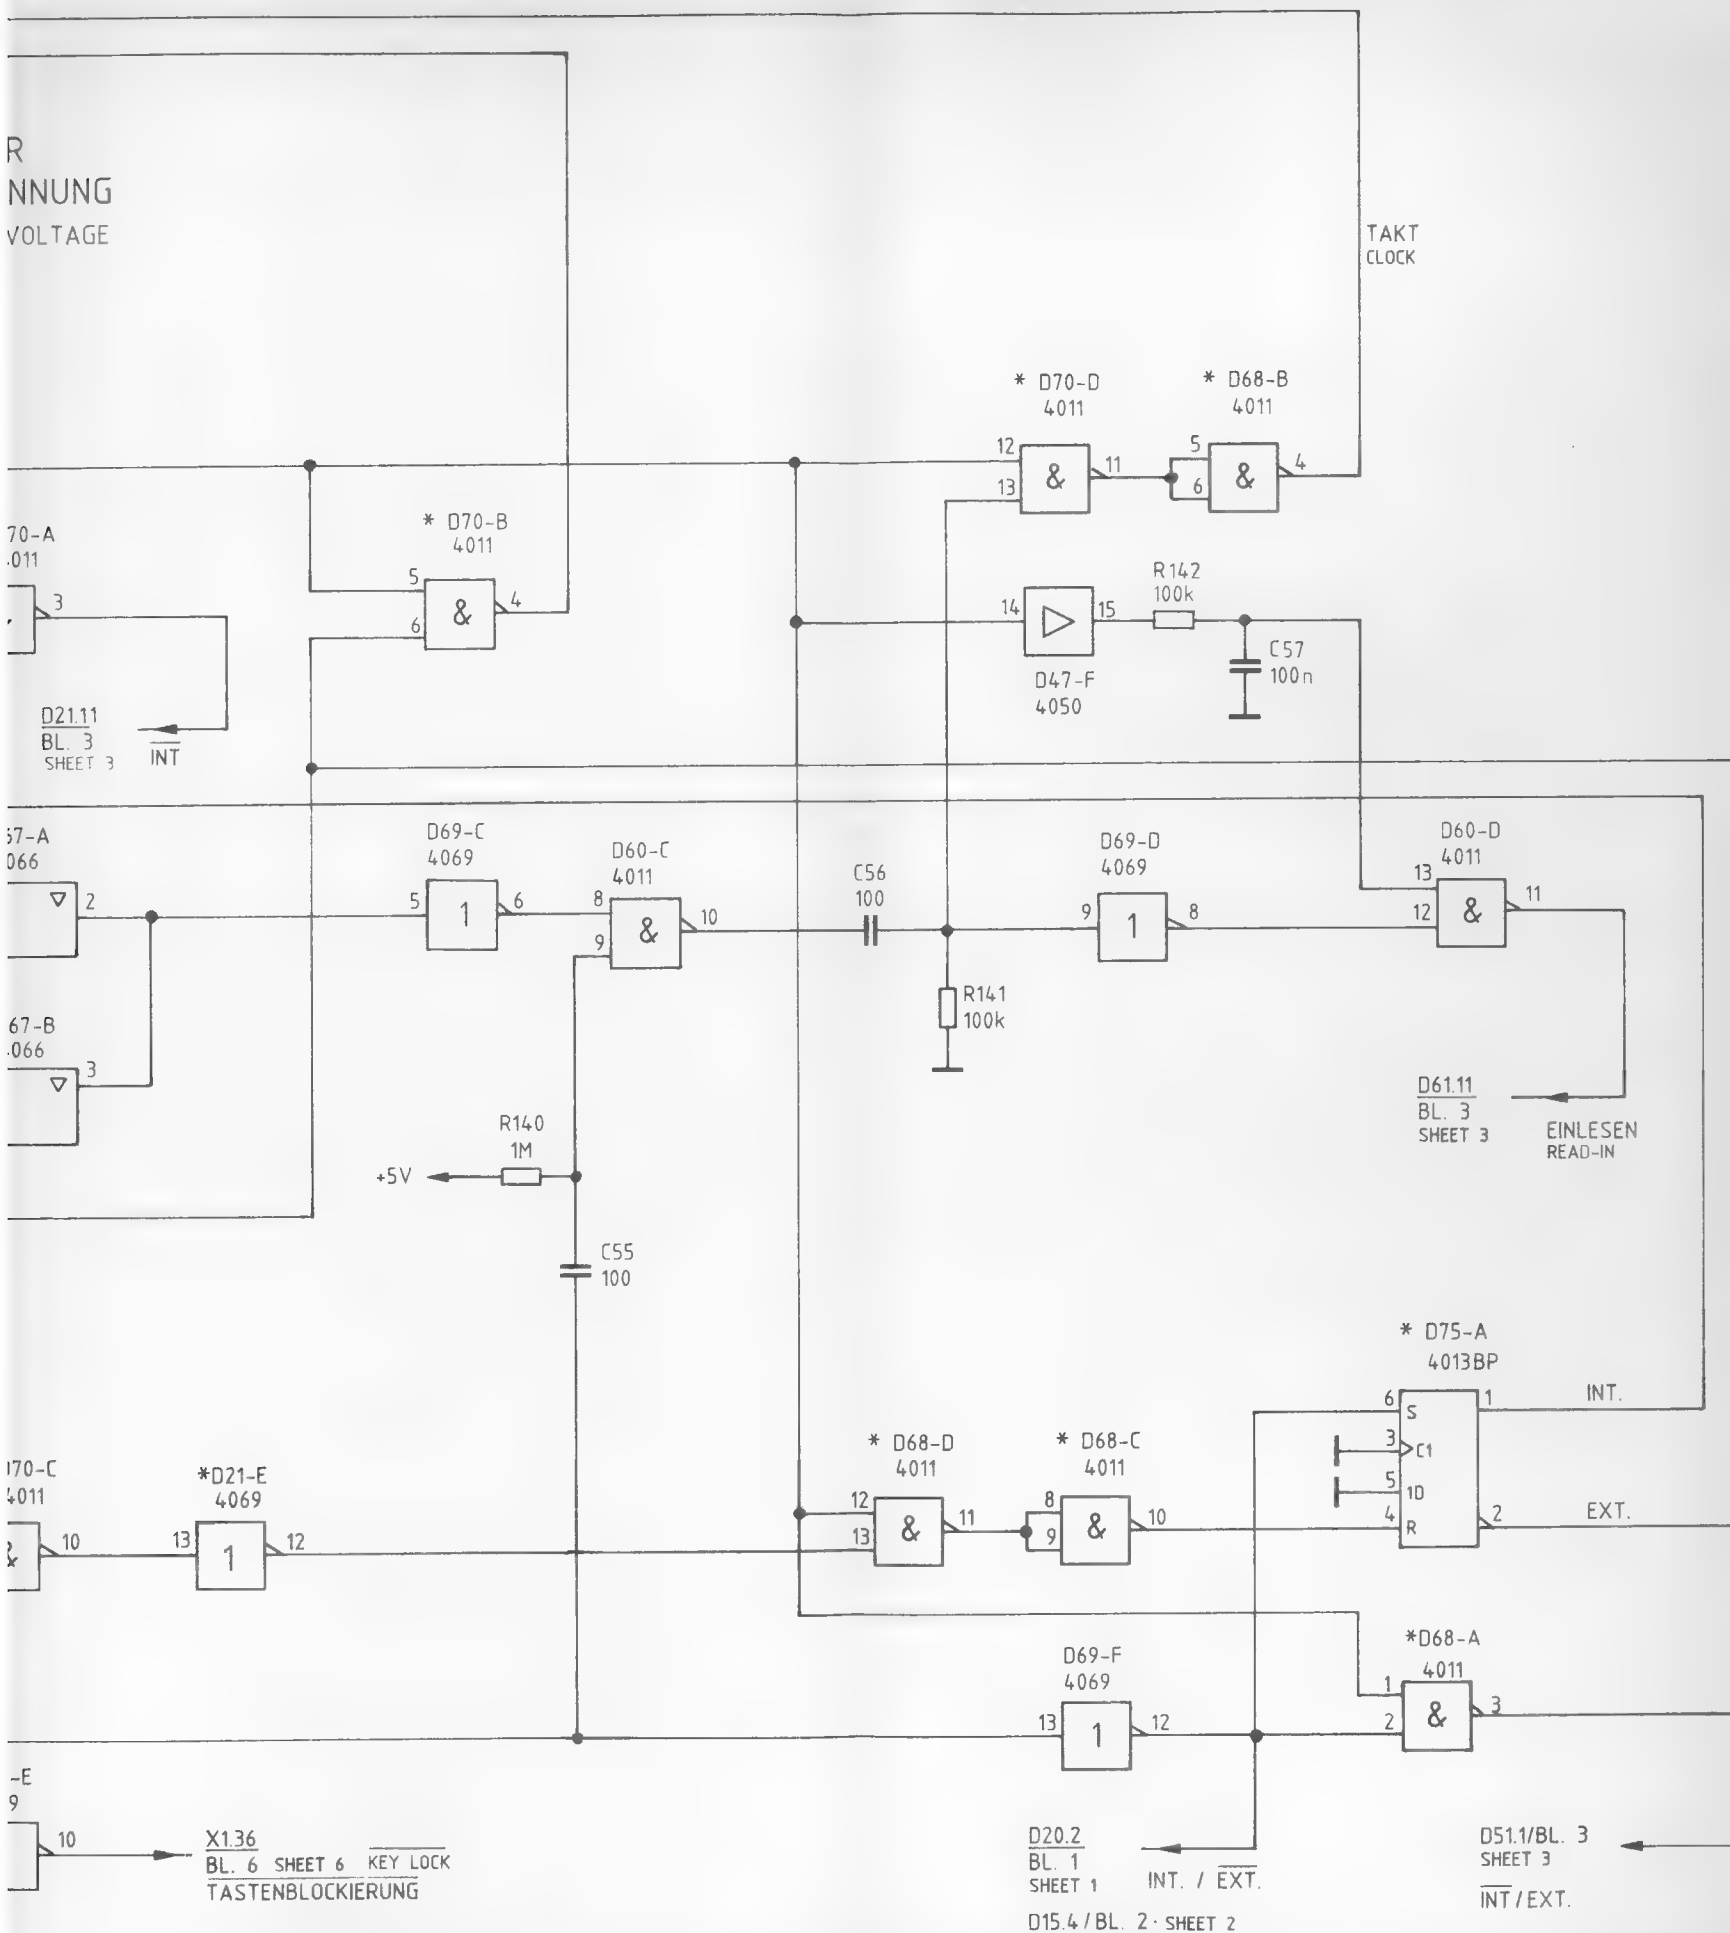 R
NNUNG
VOLTAGE
TAKT
CLOCK
* D70-D
4011
* D68-B
4011
12
13
&
11
5
6
&
4
70-A
011
3
* D70-B
4011
5
6
&
4
R142
100k
14
15
D47-F
4050
C57
100n
D21.11
BL. 3
SHEET 3
INT
67-A
066
2
D69-C
4069
5
1
6
D60-C
4011
8
9
&
10
C56
100
D69-D
4069
9
1
8
D60-D
4011
13
12
&
11
67-B
066
3
R141
100k
R140
1M
+5V
D61.11
BL. 3
SHEET 3
EINLESEN
READ-IN
C55
100
* D75-A
4013BP
6
S
1
INT.
3
C1
5
1D
4
R
2
EXT.
70-C
4011
&
10
*D21-E
4069
13
1
12
* D68-D
4011
12
13
&
11
* D68-C
4011
8
9
&
10
D69-F
4069
13
1
12
*D68-A
4011
1
2
&
3
-E
9
10
X1.36
BL. 6 SHEET 6 KEY LOCK
TASTENBLOCKIERUNG
D20.2
BL. 1
SHEET 1
INT. / EXT.
D15.4 / BL. 2 · SHEET 2
D51.1/BL. 3
SHEET 3
INT / EXT.